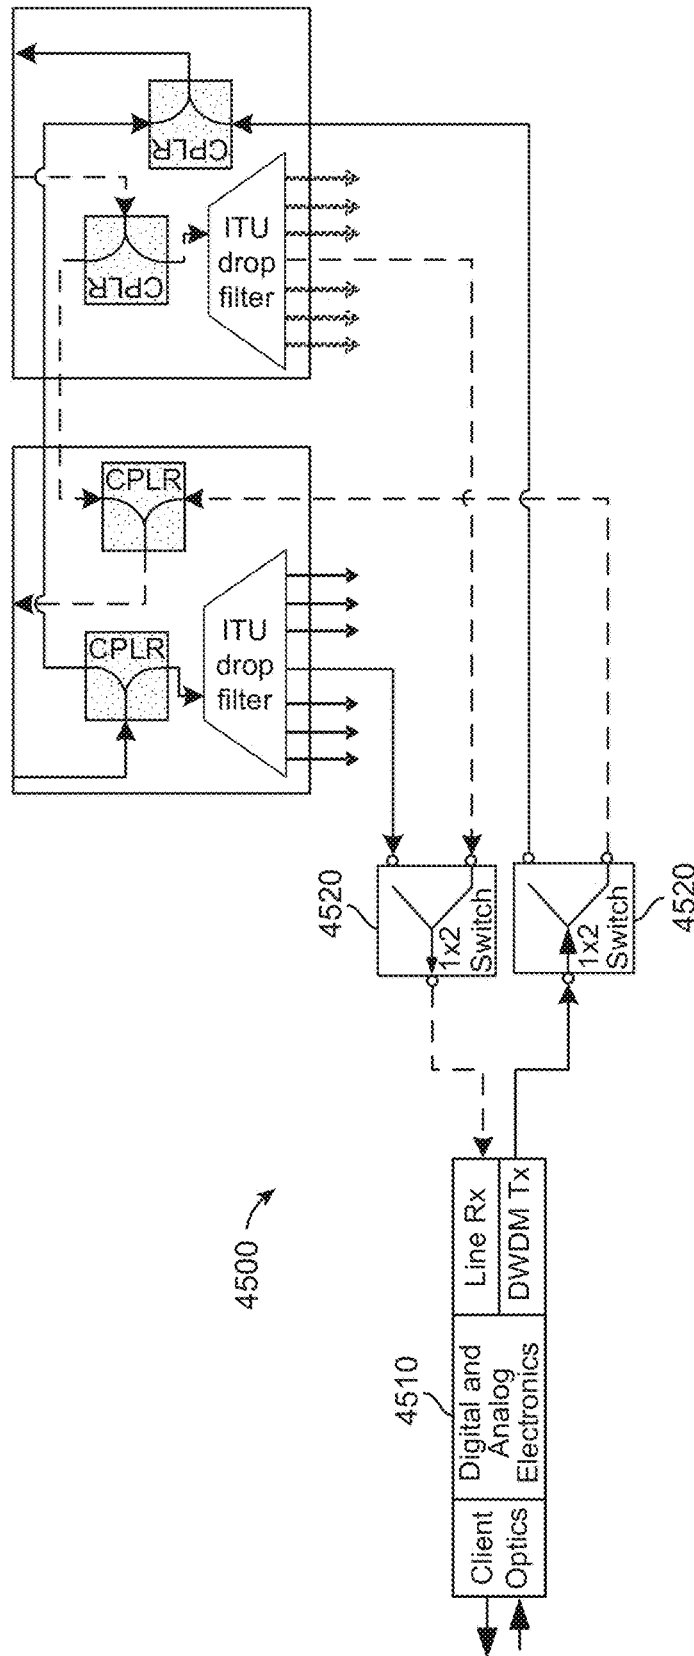 4500
Client
Optics
Digital and
Analog
Electronics
Line Rx
DWDM Tx
4510
1x2
Switch
4520
1x2
Switch
4520
CPLR
CPLR
ITU
drop
filter
CPLR
CPLR
ITU
drop
filter